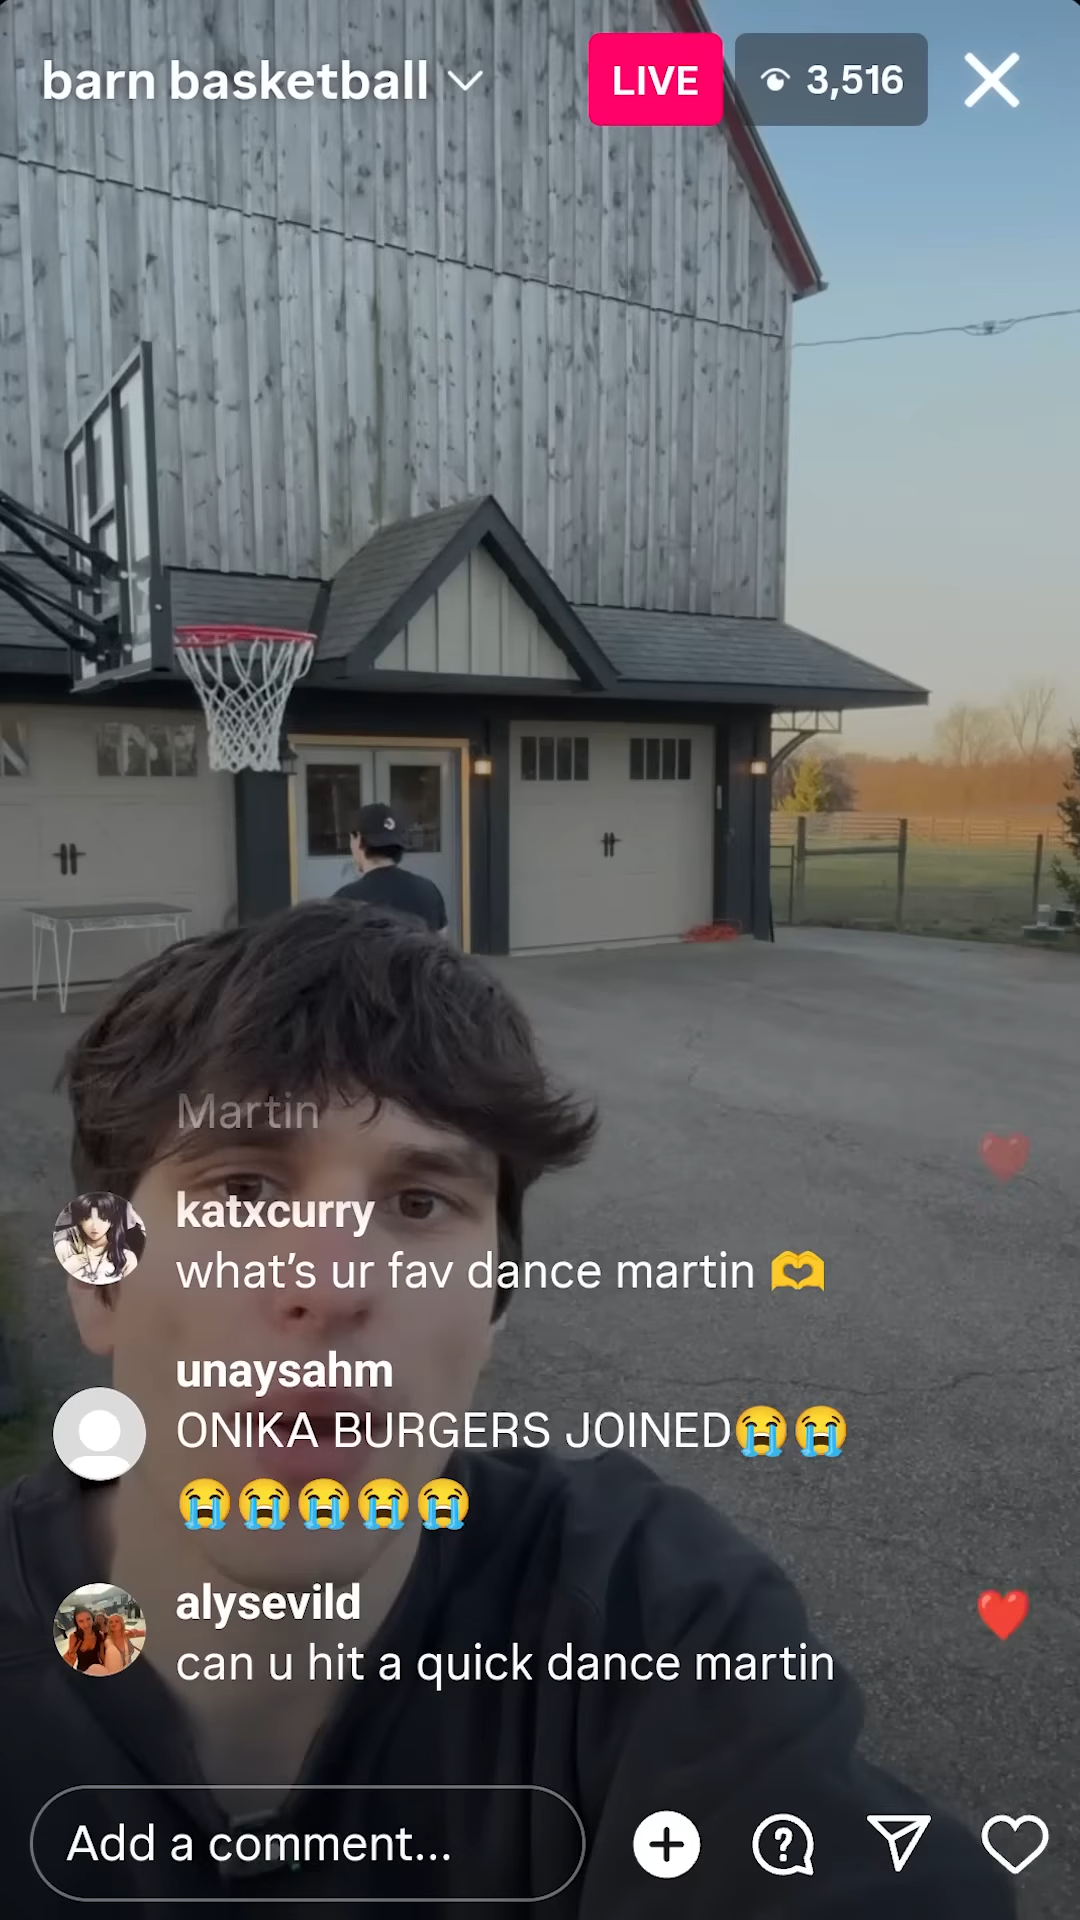 barn basketball
LIVE
3,516
Martin
katxcurry
what’s ur fav dance martin 🫶
unaysahm
ONIKA BURGERS JOINED😭😭
😭😭😭😭😭
alysevild
can u hit a quick dance martin
Add a comment...